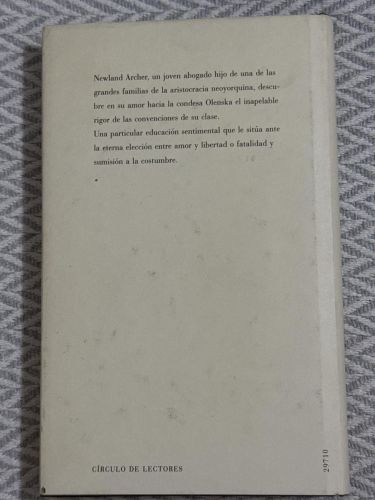 Newland Archer, un joven abogado hijo de una de las
grandes familias de la aristocracia neoyorquina, descu-
bre en su amor hacia la condesa Olenska el inapelable
rigor de las convenciones de su clase.
Una particular educación sentimental que le sitúa ante
la eterna elección entre amor y libertad o fatalidad y
sumisión a la costumbre.
CÍRCULO DE LECTORES
29710